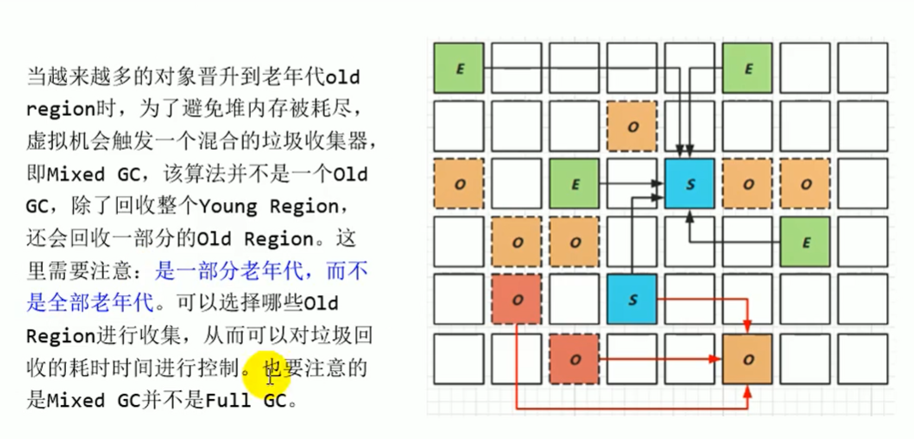 当越来越多的对象晋升到老年代old
region时，为了避免堆内存被耗尽，
虚拟机会触发一个混合的垃圾收集器，
即Mixed GC，该算法并不是一个Old
GC，除了回收整个Young Region，
还会回收一部分的Old Region。这
里需要注意：是一部分老年代，而不
是全部老年代。可以选择哪些Old
Region进行收集，从而可以对垃圾回
收的耗时时间进行控制。也要注意的
是Mixed GC并不是Full GC。
E E
O
O E S O O
O O E
O S
O O